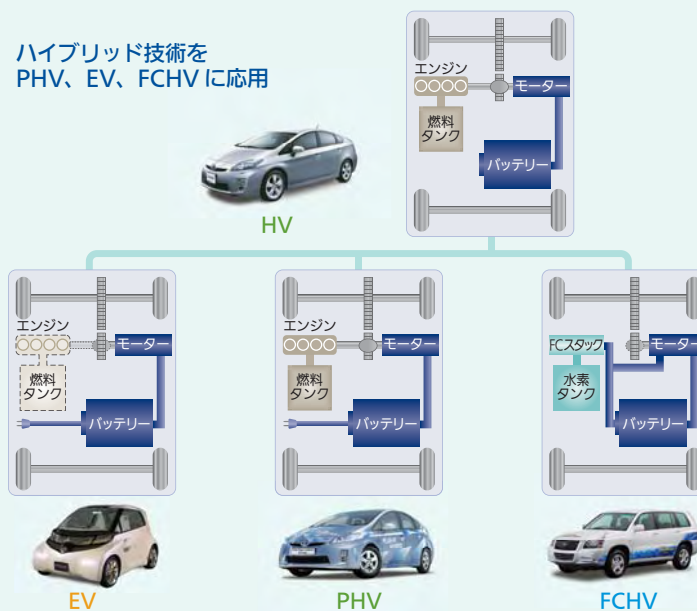 ハイブリッド技術を
PHV、EV、FCHVに応用
エンジン
モーター
燃料
タンク
バッテリー
HV
エンジン
モーター
燃料
タンク
バッテリー
EV
エンジン
モーター
燃料
タンク
バッテリー
PHV
FCスタック
モーター
水素
タンク
バッテリー
FCHV